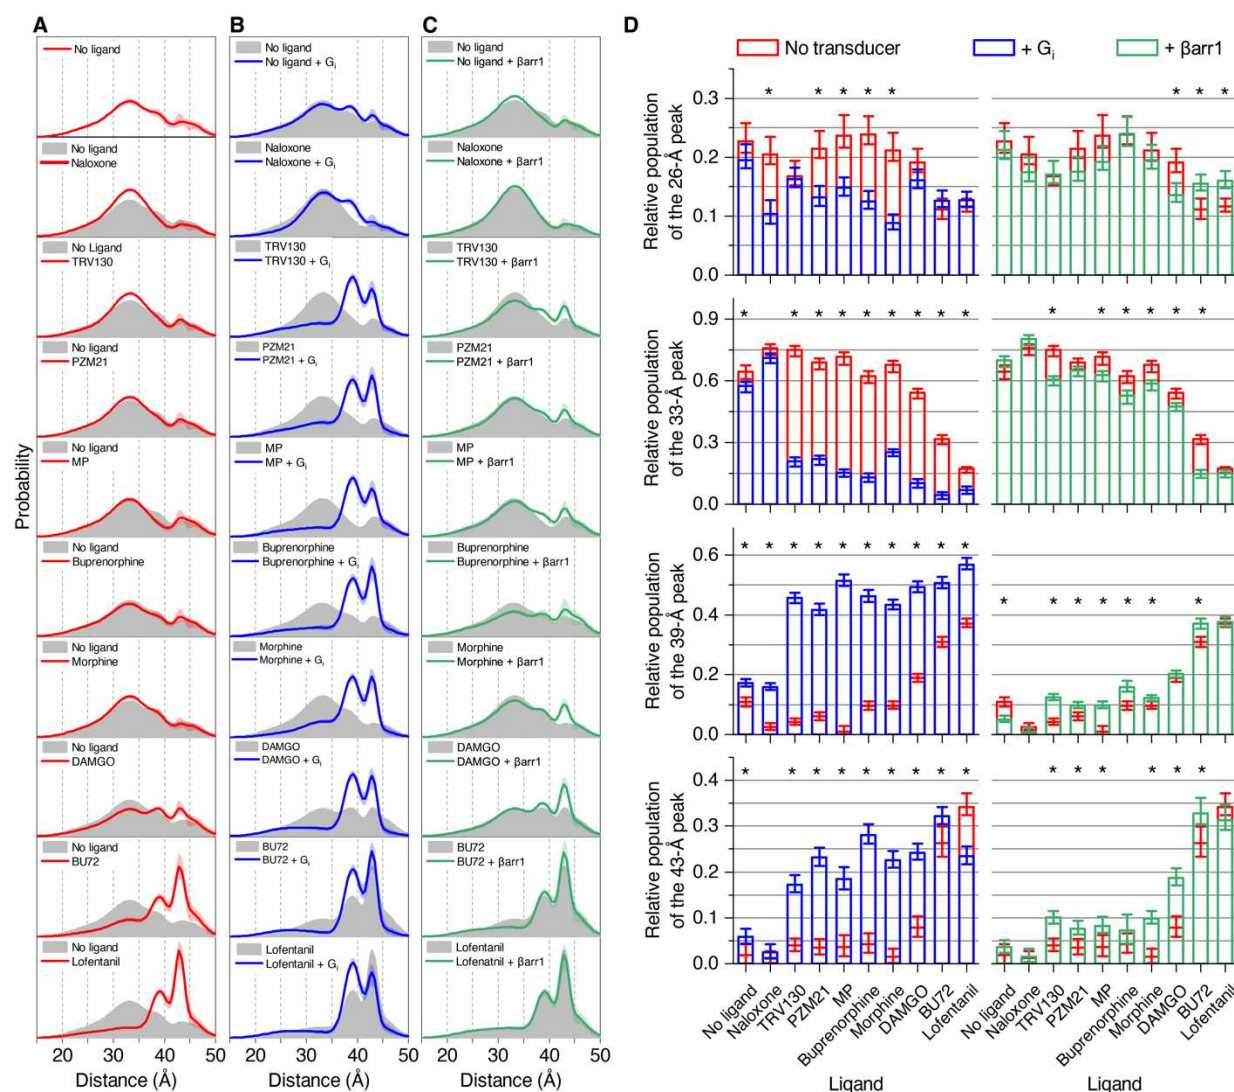 A
B
C
D
No ligand
No ligand
No ligand + Gi
No ligand
No ligand + βarr1
No ligand
Naloxone
Naloxone
Naloxone + Gi
Naloxone
Naloxone + βarr1
No Ligand
TRV130
TRV130
TRV130 + Gi
TRV130
TRV130 + βarr1
No ligand
PZM21
PZM21
PZM21 + Gi
PZM21
PZM21 + βarr1
No ligand
MP
MP
MP + Gi
MP
MP + βarr1
No ligand
Buprenorphine
Buprenorphine
Buprenorphine + Gi
Buprenorphine
Buprenorphine + βarr1
No ligand
Morphine
Morphine
Morphine + Gi
Morphine
Morphine + βarr1
No ligand
DAMGO
DAMGO
DAMGO + Gi
DAMGO
DAMGO + βarr1
No ligand
BU72
BU72
BU72 + Gi
BU72
BU72 + βarr1
No ligand
Lofentanil
Lofentanil
Lofentanil + Gi
Lofentanil
Lofenatnil + βarr1
Probability
20 30 40 50
20 30 40 50
20 30 40 50
Distance (Å)
Distance (Å)
Distance (Å)
No transducer
+ Gi
+ βarr1
Relative population
of the 26-Å peak
0.3
0.2
0.1
0.0
* * * * *
* * *
Relative population
of the 33-Å peak
0.9
0.6
0.3
0.0
* * * * * * * * *
* * * * * *
Relative population
of the 39-Å peak
0.6
0.4
0.2
0.0
* * * * * * * * * *
* * * * * * *
Relative population
of the 43-Å peak
0.4
0.3
0.2
0.1
0.0
* * * * * * * * *
* * * * * *
No ligand
Naloxone
TRV130
PZM21
MP
Buprenorphine
Morphine
DAMGO
BU72
Lofentanil
No ligand
Naloxone
TRV130
PZM21
MP
Buprenorphine
Morphine
DAMGO
BU72
Lofentanil
Ligand
Ligand